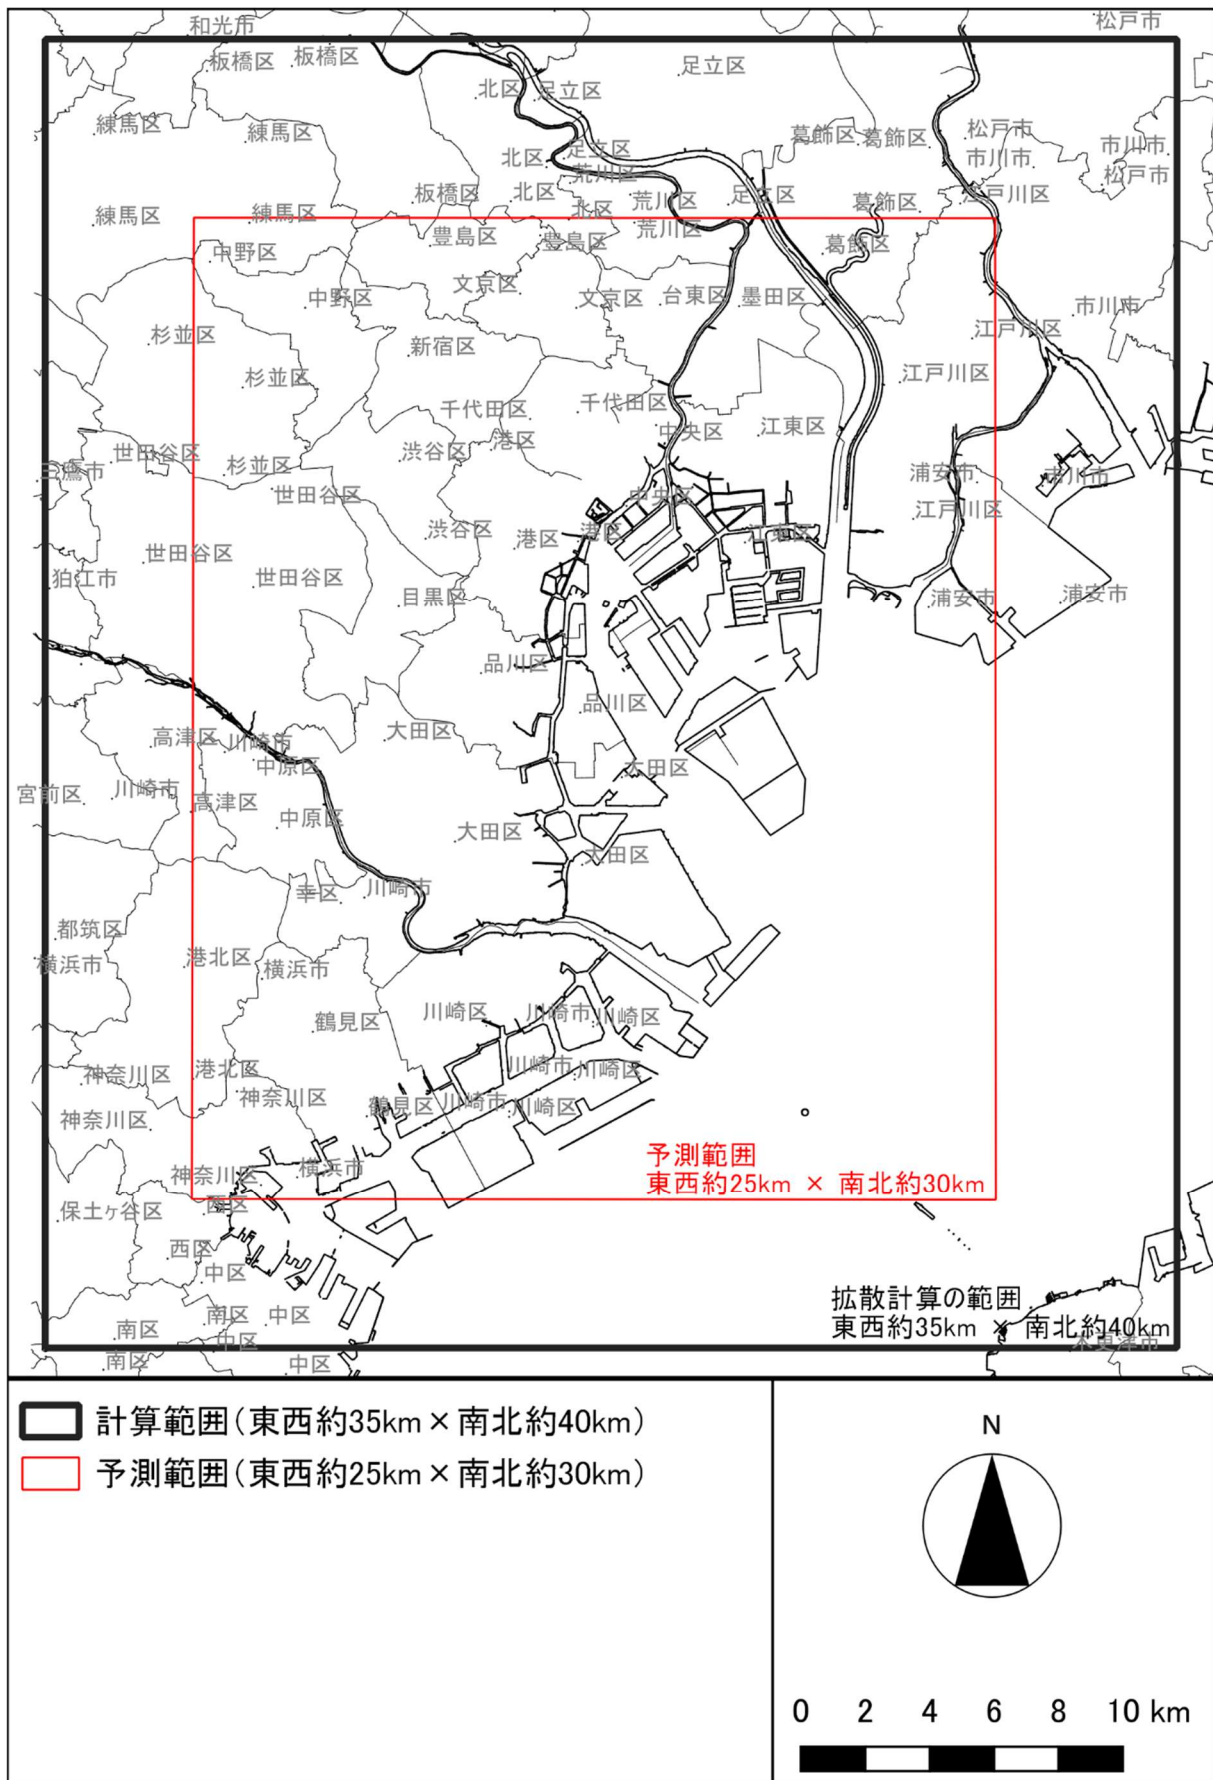 和光市
松戸市
板橋区 板橋区
足立区
北区 足立区
練馬区 練馬区
葛飾区 葛飾区 松戸市
市川市 市川市
北区 足立区
荒川区
松戸市
板橋区 北区
荒川区 足立区
葛飾区 江戸川区
練馬区 練馬区
北区
荒川区
豊島区 豊島区
葛飾区
中野区
中野区 文京区 文京区 台東区 墨田区
市川市
杉並区 新宿区
江戸川区
杉並区
江戸川区
千代田区 千代田区
中央区 江東区
港区
渋谷区
世田谷区
三鷹市
杉並区
浦安市 市川市
世田谷区
中央区
江戸川区
渋谷区 港区 港区 江東区
世田谷区
狛江市 世田谷区
目黒区
浦安市 浦安市
品川区
品川区
大田区
高津区 川崎市
中原区
大田区
宮前区 川崎市 高津区
中原区
大田区
大田区
幸区 川崎市
都筑区
横浜市
港北区 横浜市
川崎区 川崎市 川崎区
鶴見区
神奈川区 港北区
川崎市 川崎区
神奈川区
鶴見区 川崎市 川崎区
神奈川区
予測範囲
東西約25km × 南北約30km
神奈川区 横浜市
保土ヶ谷区 西区
西区
中区
拡散計算の範囲
東西約35km × 南北約40km
南区 中区
南区 中区
木更津市
南区 中区
計算範囲(東西約35km×南北約40km)
予測範囲(東西約25km×南北約30km)
N
0 2 4 6 8 10 km